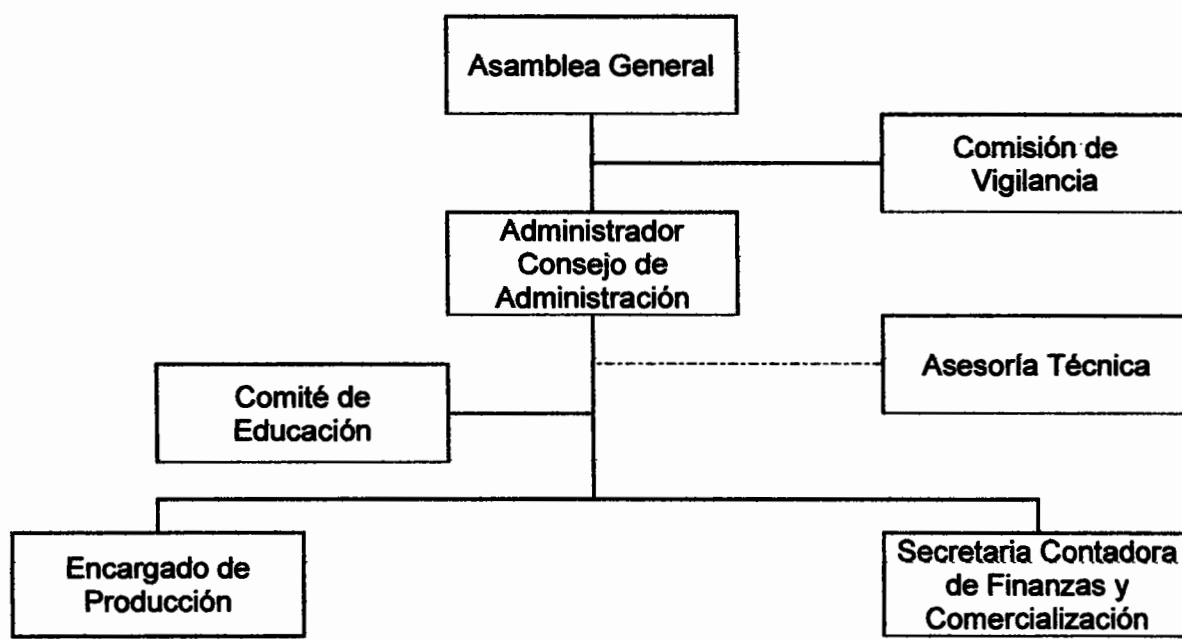 Asamblea General
Comisión de
Vigilancia
Administrador
Consejo de
Administración
Asesoría Técnica
Comité de
Educación
Encargado de
Producción
Secretaria Contadora
de Finanzas y
Comercialización